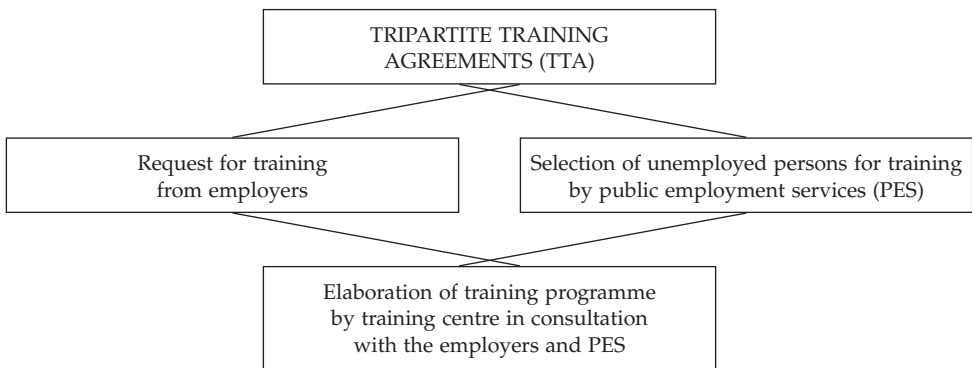 TRIPARTITE TRAINING
AGREEMENTS (TTA)
Request for training
from employers
Selection of unemployed persons for training
by public employment services (PES)
Elaboration of training programme
by training centre in consultation
with the employers and PES